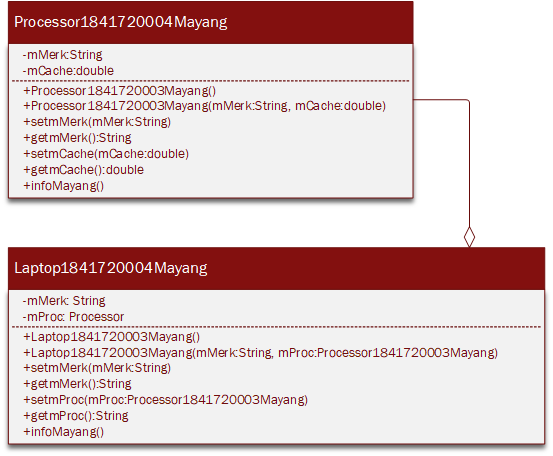 Processor1841720004Mayang
-mMerk:String
-mCache:double
+Processor1841720003Mayang()
+Processor1841720003Mayang(mMerk:String, mCache:double)
+setmMerk(mMerk:String)
+getmMerk():String
+setmCache(mCache:double)
+getmCache():double
+infoMayang()
Laptop1841720004Mayang
-mMerk: String
-mProc: Processor
+Laptop1841720003Mayang()
+Laptop1841720003Mayang(mMerk:String, mProc:Processor1841720003Mayang)
+setmMerk(mMerk:String)
+getmMerk():String
+setmProc(mProc:Processor1841720003Mayang)
+getmProc():String
+infoMayang()